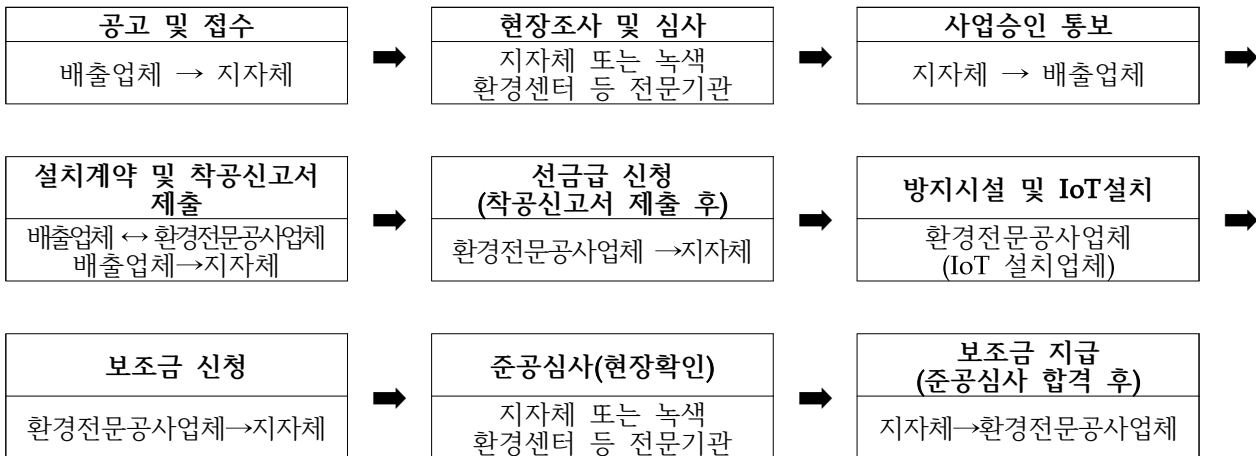 공고 및 접수
배출업체 → 지자체
현장조사 및 심사
지자체 또는 녹색
환경센터 등 전문기관
사업승인 통보
지자체 → 배출업체
설치계약 및 착공신고서
제출
배출업체 ↔ 환경전문공사업체
배출업체→지자체
선금급 신청
(착공신고서 제출 후)
환경전문공사업체 →지자체
방지시설 및 IoT설치
환경전문공사업체
(IoT 설치업체)
보조금 신청
환경전문공사업체→지자체
준공심사(현장확인)
지자체 또는 녹색
환경센터 등 전문기관
보조금 지급
(준공심사 합격 후)
지자체→환경전문공사업체